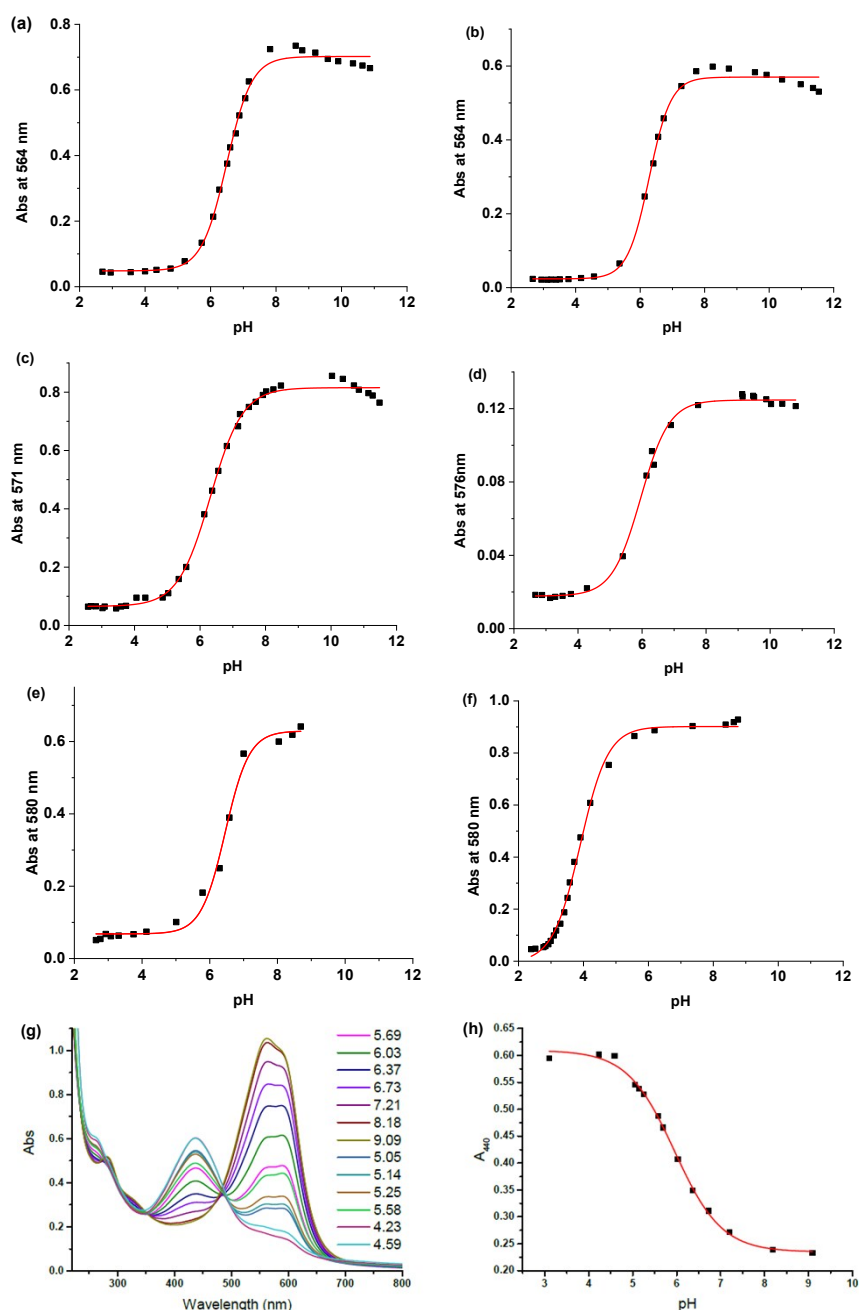 (a)
0.8
0.6
0.4
0.2
0.0
Abs at 564 nm
2 4 6 8 10 12
pH
(b)
0.6
0.4
0.2
0.0
Abs at 564 nm
2 4 6 8 10 12
pH
(c)
0.8
0.6
0.4
0.2
0.0
Abs at 571 nm
2 4 6 8 10 12
pH
(d)
0.12
0.08
0.04
0.00
Abs at 576nm
2 4 6 8 10 12
pH
(e)
0.6
0.4
0.2
0.0
Abs at 580 nm
2 4 6 8 10 12
pH
(f)
1.0
0.8
0.6
0.4
0.2
0.0
Abs at 580 nm
2 4 6 8 10 12
pH
(g)
1.0
0.8
0.6
0.4
0.2
0.0
Abs
300 400 500 600 700 800
Wavelength (nm)
5.69
6.03
6.37
6.73
7.21
8.18
9.09
5.05
5.14
5.25
5.58
4.23
4.59
(h)
0.65
0.60
0.55
0.50
0.45
0.40
0.35
0.30
0.25
0.20
A440
3 4 5 6 7 8 9 10
pH